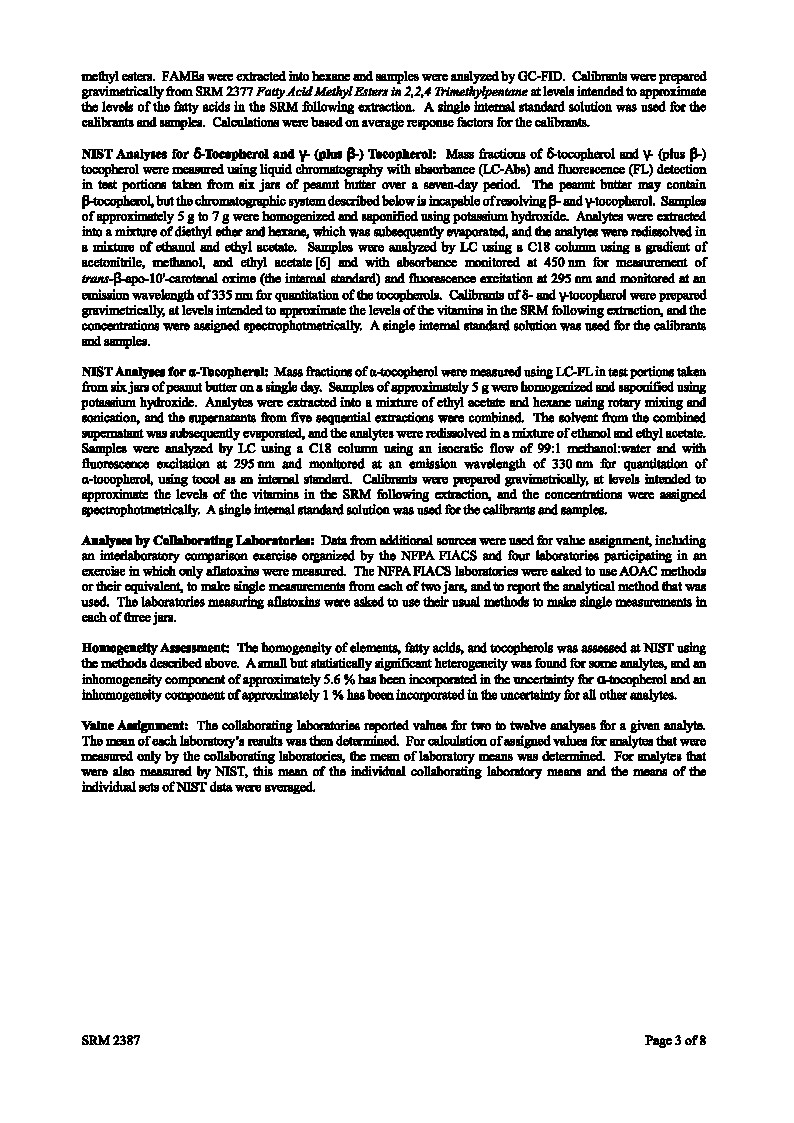 methyl esters. FAMEs were extracted into hexane and samples were analyzed by GC-FID. Calibrants were prepared
gravimetrically from SRM 2377 Fatty Acid Methyl Esters in 2,2,4 Trimethylpentane at levels intended to approximate
the levels of the fatty acids in the SRM following extraction. A single internal standard solution was used for the
calibrants and samples. Calculations were based on average response factors for the calibrants.
NIST Analyses for δ-Tocopherol and γ- (plus β-) Tocopherol: Mass fractions of δ-tocopherol and γ- (plus β-)
tocopherol were measured using liquid chromatography with absorbance (LC-Abs) and fluorescence (FL) detection
in test portions taken from six jars of peanut butter over a seven-day period. The peanut butter may contain
β-tocopherol, but the chromatographic system described below is incapable of resolving β- and γ-tocopherol. Samples
of approximately 5 g to 7 g were homogenized and saponified using potassium hydroxide. Analytes were extracted
into a mixture of diethyl ether and hexane, which was subsequently evaporated, and the analytes were redissolved in
a mixture of ethanol and ethyl acetate. Samples were analyzed by LC using a C18 column using a gradient of
acetonitrile, methanol, and ethyl acetate [6] and with absorbance monitored at 450 nm for measurement of
trans-β-apo-10'-carotenal oxime (the internal standard) and fluorescence excitation at 295 nm and monitored at an
emission wavelength of 335 nm for quantitation of the tocopherols. Calibrants of δ- and γ-tocopherol were prepared
gravimetrically, at levels intended to approximate the levels of the vitamins in the SRM following extraction, and the
concentrations were assigned spectrophotmetrically. A single internal standard solution was used for the calibrants
and samples.
NIST Analyses for α-Tocopherol: Mass fractions of α-tocopherol were measured using LC-FL in test portions taken
from six jars of peanut butter on a single day. Samples of approximately 5 g were homogenized and saponified using
potassium hydroxide. Analytes were extracted into a mixture of ethyl acetate and hexane using rotary mixing and
sonication, and the supernatants from five sequential extractions were combined. The solvent from the combined
supernatant was subsequently evaporated, and the analytes were redissolved in a mixture of ethanol and ethyl acetate.
Samples were analyzed by LC using a C18 column using an isocratic flow of 99:1 methanol:water and with
fluorescence excitation at 295 nm and monitored at an emission wavelength of 330 nm for quantitation of
α-tocopherol, using tocol as an internal standard. Calibrants were prepared gravimetrically, at levels intended to
approximate the levels of the vitamins in the SRM following extraction, and the concentrations were assigned
spectrophotmetrically. A single internal standard solution was used for the calibrants and samples.
Analyses by Collaborating Laboratories: Data from additional sources were used for value assignment, including
an interlaboratory comparison exercise organized by the NFPA FIACS and four laboratories participating in an
exercise in which only aflatoxins were measured. The NFPA FIACS laboratories were asked to use AOAC methods
or their equivalent, to make single measurements from each of two jars, and to report the analytical method that was
used. The laboratories measuring aflatoxins were asked to use their usual methods to make single measurements in
each of three jars.
Homogeneity Assessment: The homogeneity of elements, fatty acids, and tocopherols was assessed at NIST using
the methods described above. A small but statistically significant heterogeneity was found for some analytes, and an
inhomogeneity component of approximately 5.6 % has been incorporated in the uncertainty for α-tocopherol and an
inhomogeneity component of approximately 1 % has been incorporated in the uncertainty for all other analytes.
Value Assignment: The collaborating laboratories reported values for two to twelve analyses for a given analyte.
The mean of each laboratory's results was then determined. For calculation of assigned values for analytes that were
measured only by the collaborating laboratories, the mean of laboratory means was determined. For analytes that
were also measured by NIST, this mean of the individual collaborating laboratory means and the means of the
individual sets of NIST data were averaged.
SRM 2387
Page 3 of 8